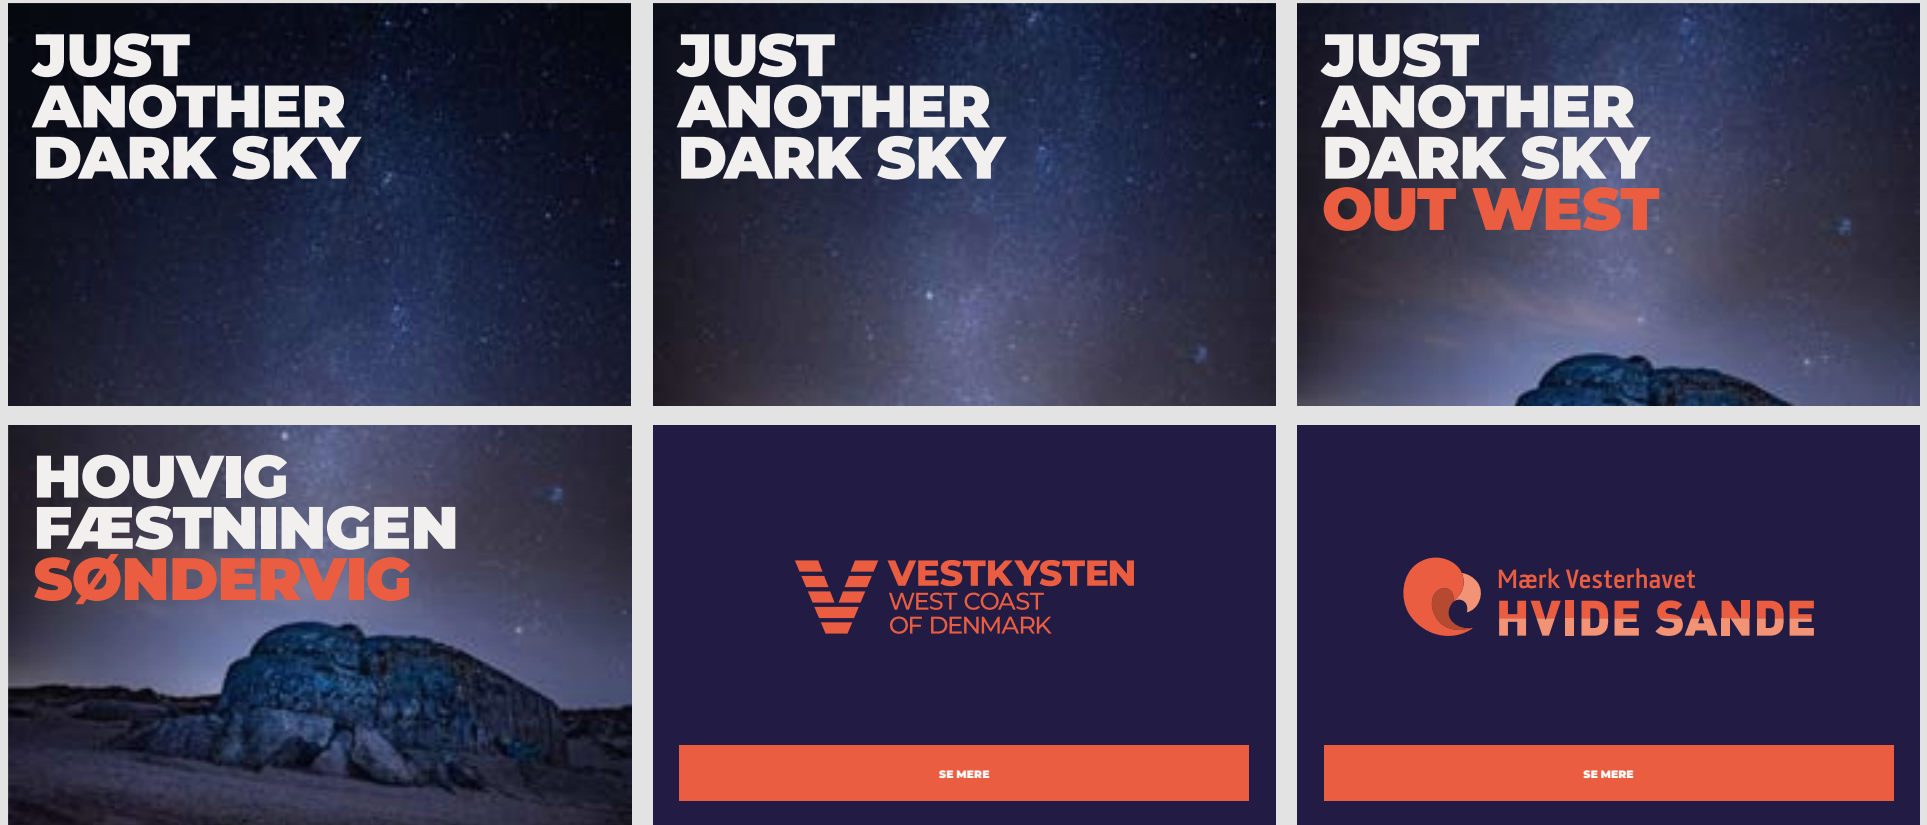 JUST
ANOTHER
DARK SKY
JUST
ANOTHER
DARK SKY
JUST
ANOTHER
DARK SKY
OUT WEST
HOUVIG
FÆSTNINGEN
SØNDERVIG
VESTKYSTEN
WEST COAST
OF DENMARK
SE MERE
Mærk Vesterhavet
HVIDE SANDE
SE MERE